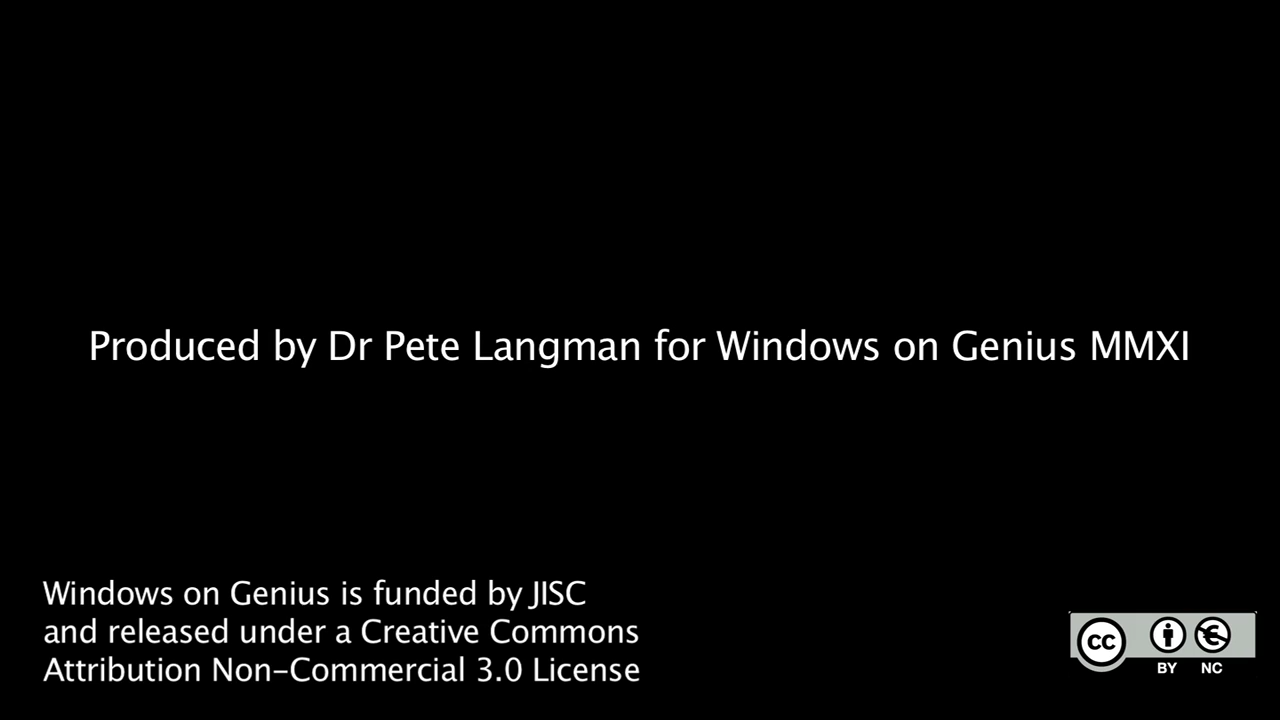 Produced by Dr Pete Langman for Windows on Genius MMXI
Windows on Genius is funded by JISC
and released under a Creative Commons
Attribution Non-Commercial 3.0 License
cc
BY NC